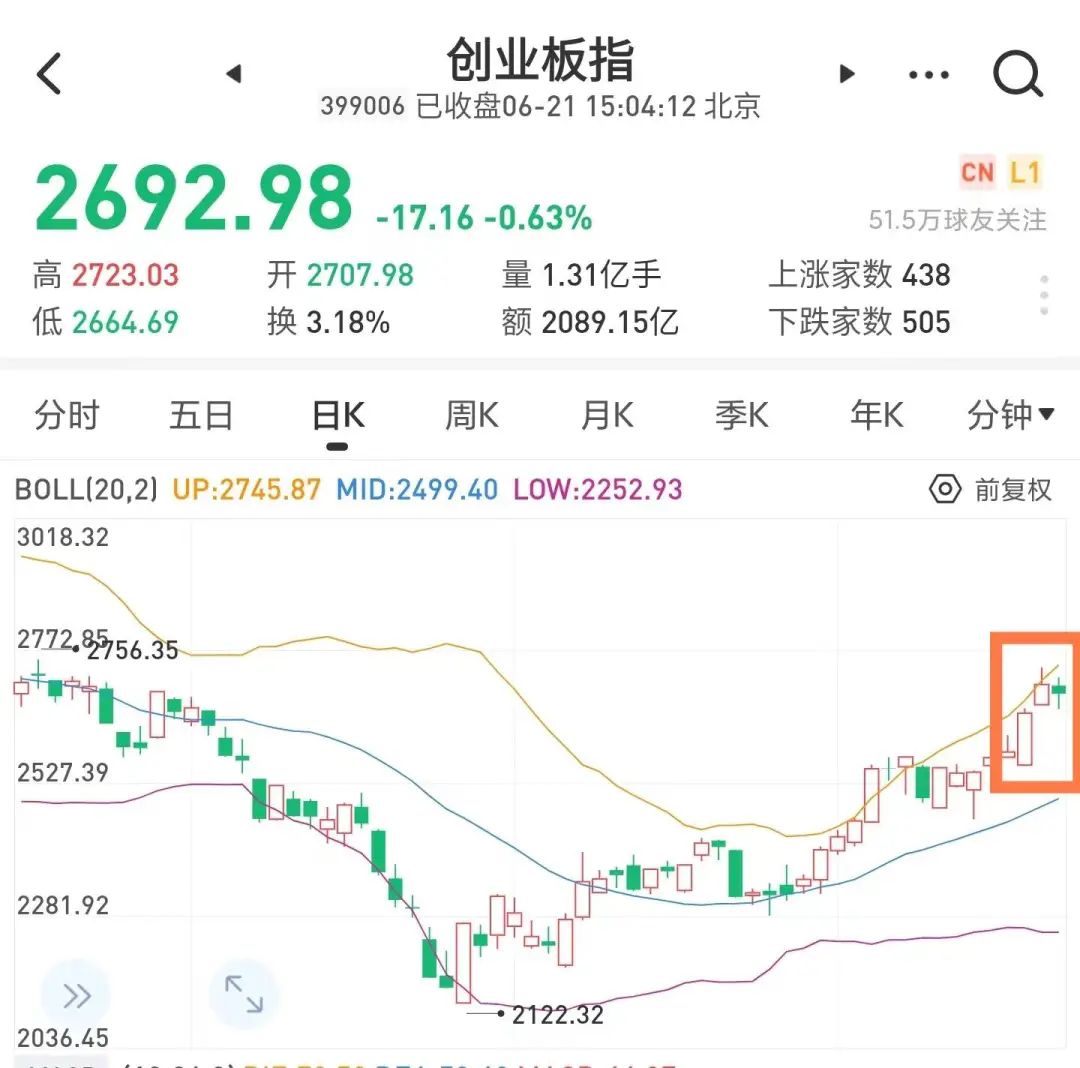 创业板指
399006 已收盘06-21 15:04:12 北京
2692.98 -17.16 -0.63%
CN L1
51.5万球友关注
高 2723.03 开 2707.98 量 1.31亿手 上涨家数 438
低 2664.69 换 3.18% 额 2089.15亿 下跌家数 505
分时 五日 日K 周K 月K 季K 年K 分钟
BOLL(20,2) UP:2745.87 MID:2499.40 LOW:2252.93 前复权
3018.32
2772.85
2756.35
2527.39
2281.92
2122.32
2036.45